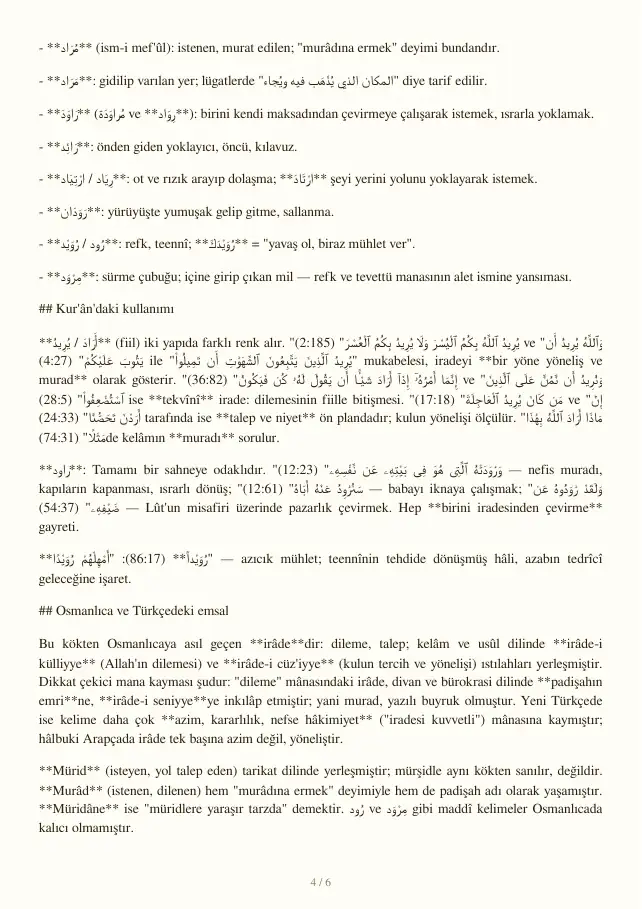 - **مُرَاد** (ism-i mef'ûl): istenen, murat edilen; "murâdına ermek" deyimi bundandır.
- **مَرَاد**: gidilip varılan yer; lügatlerde "المكان الذي يُذهَب فيه ويُجاء" diye tarif edilir.
- **رَاوَدَ** (مُراوَدَة ve **رِوَاد**): birini kendi maksadından çevirmeye çalışarak istemek, ısrarla yoklamak.
- **رَائِد**: önden giden yoklayıcı, öncü, kılavuz.
- **رِيَاد / ارْتِيَاد**: ot ve rızık arayıp dolaşma; **ارْتَادَ** şeyi yerini yolunu yoklayarak istemek.
- **رَوَدَان**: yürüyüşte yumuşak gelip gitme, sallanma.
- **رُود / رُوَيْد**: refk, teennî; **رُوَيْدَكَ** = "yavaş ol, biraz mühlet ver".
- **مِرْوَد**: sürme çubuğu; içine girip çıkan mil — refk ve tevettü manasının alet ismine yansıması.
## Kur'ân'daki kullanımı
**أَرَادَ / يُرِيدُ** (fiil) iki yapıda farklı renk alır. "يُرِيدُ ٱللَّهُ بِكُمُ ٱلْيُسْرَ وَلَا يُرِيدُ بِكُمُ ٱلْعُسْرَ" (2:185) ve "وَٱللَّهُ يُرِيدُ أَن
يَتُوبَ عَلَيْكُمْ" (4:27) ile "يُرِيدُ ٱلَّذِينَ يَتَّبِعُونَ ٱلشَّهَوَٰتِ أَن تَمِيلُوا۟" mukabelesi, iradeyi **bir yöne yöneliş ve
murad** olarak gösterir. "إِنَّمَآ أَمْرُهُۥٓ إِذَآ أَرَادَ شَيْـًٔا أَن يَقُولَ لَهُۥ كُن فَيَكُونُ" (36:82) ve "وَنُرِيدُ أَن نَّمُنَّ عَلَى ٱلَّذِينَ
ٱسْتُضْعِفُوا۟" (28:5) ise **tekvînî** irade: dilemesinin fiille bitişmesi. "مَن كَانَ يُرِيدُ ٱلْعَاجِلَةَ" (17:18) ve "إِنْ
أَرَدْنَ تَحَصُّنًا" (24:33) tarafında ise **talep ve niyet** ön plandadır; kulun yönelişi ölçülür. "مَاذَآ أَرَادَ ٱللَّهُ بِهَٰذَا
مَثَلًا" (74:31)de kelâmın **muradı** sorulur.
**راود**: Tamamı bir sahneye odaklıdır. "وَرَٰوَدَتْهُ ٱلَّتِى هُوَ فِى بَيْتِهَا عَن نَّفْسِهِۦ" (12:23) — nefis muradı,
kapıların kapanması, ısrarlı dönüş; "سَنُرَٰوِدُ عَنْهُ أَبَاهُ" (12:61) — babayı iknaya çalışmak; "وَلَقَدْ رَٰوَدُوهُ عَن
ضَيْفِهِۦ" (54:37) — Lût'un misafiri üzerinde pazarlık çevirmek. Hep **birini iradesinden çevirme**
gayreti.
**رُوَيْداً** (86:17): "أَمْهِلْهُمْ رُوَيْدًۢا" — azıcık mühlet; teennînin tehdide dönüşmüş hâli, azabın tedrîcî
geleceğine işaret.
## Osmanlıca ve Türkçedeki emsal
Bu kökten Osmanlıcaya asıl geçen **irâde**dir: dileme, talep; kelâm ve usûl dilinde **irâde-i
külliyye** (Allah'ın dilemesi) ve **irâde-i cüz'iyye** (kulun tercih ve yönelişi) ıstılahları yerleşmiştir.
Dikkat çekici mana kayması şudur: "dileme" mânasındaki irâde, divan ve bürokrasi dilinde **padişahın
emri**ne, **irâde-i seniyye**ye inkılâp etmiştir; yani murad, yazılı buyruk olmuştur. Yeni Türkçede
ise kelime daha çok **azim, kararlılık, nefse hâkimiyet** ("iradesi kuvvetli") mânasına kaymıştır;
hâlbuki Arapçada irâde tek başına azim değil, yöneliştir.
**Mürid** (isteyen, yol talep eden) tarikat dilinde yerleşmiştir; mürşidle aynı kökten sanılır, değildir.
**Murâd** (istenen, dilenen) hem "murâdına ermek" deyimiyle hem de padişah adı olarak yaşamıştır.
**Müridâne** ise "müridlere yaraşır tarzda" demektir. رُود ve مِرْوَد gibi maddî kelimeler Osmanlıcada
kalıcı olmamıştır.
4 / 6